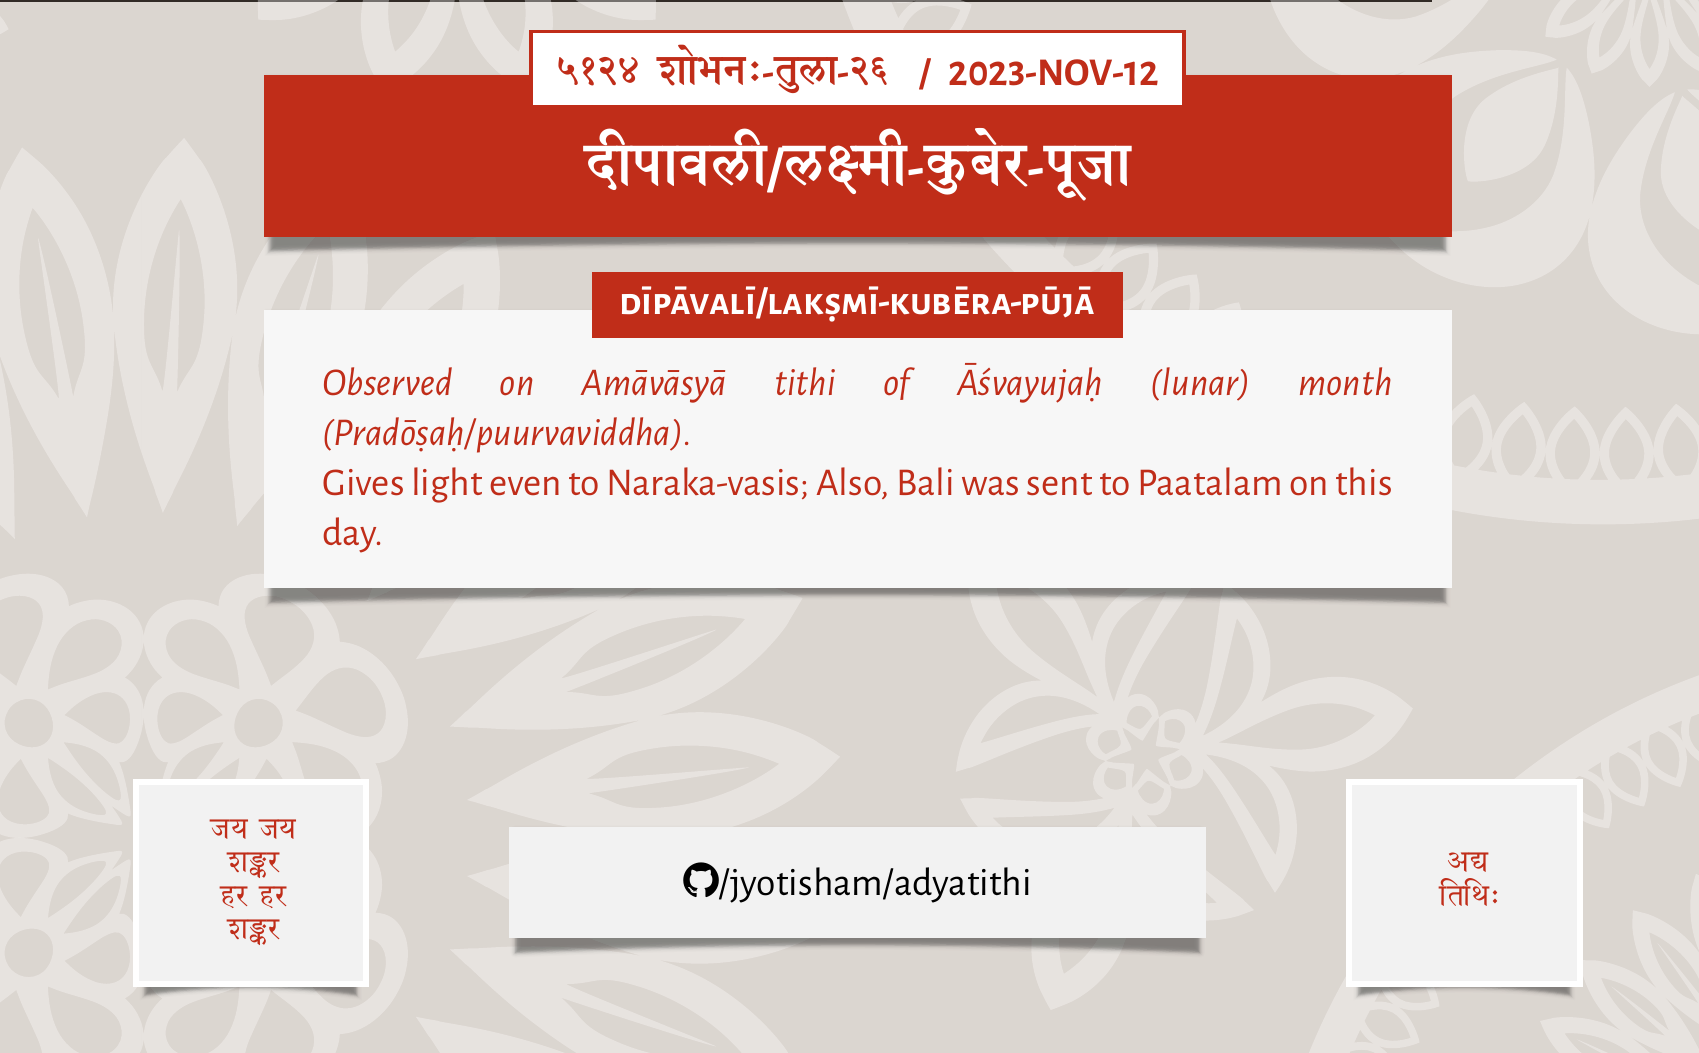 ५१२४ शोभनः-तुला-२६ / 2023-NOV-12
दीपावली/लक्ष्मी-कुबेर-पूजा
DĪPĀVALĪ/LAKṢMĪ-KUBĒRA-PŪJĀ
Observed on Amāvāsyā tithi of Āśvayujaḥ (lunar) month
(Pradōṣaḥ/puurvaviddha).
Gives light even to Naraka-vasis; Also, Bali was sent to Paatalam on this
day.
जय जय
शङ्कर
हर हर
शङ्कर
/jyotisham/adyatithi
अद्य
तिथिः